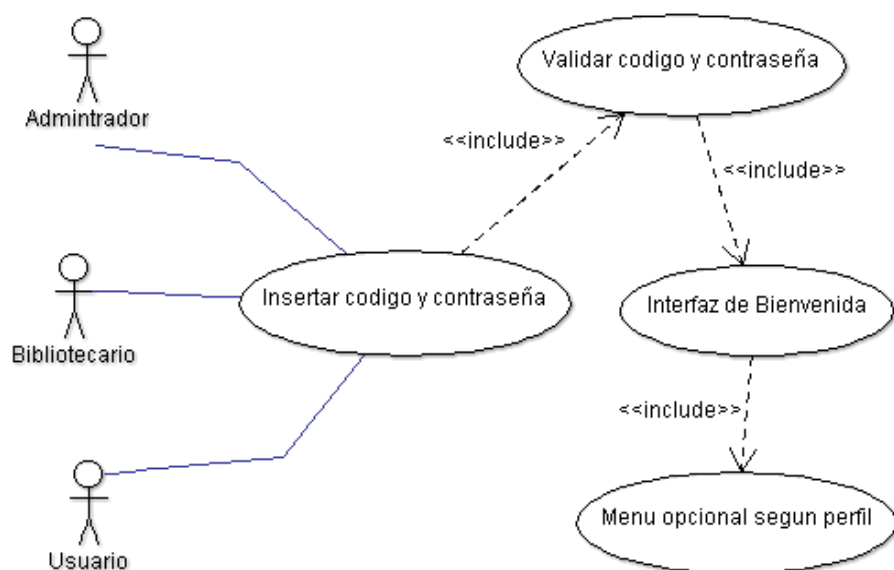 Validar codigo y contraseña
Admintrador
<<include>>
<<include>>
Insertar codigo y contraseña
Interfaz de Bienvenida
Bibliotecario
<<include>>
Menu opcional segun perfil
Usuario